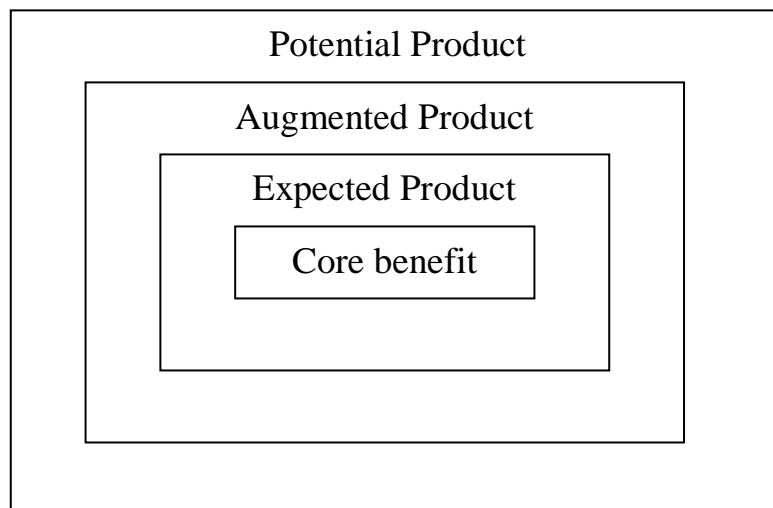 Potential Product
Augmented Product
Expected Product
Core benefit